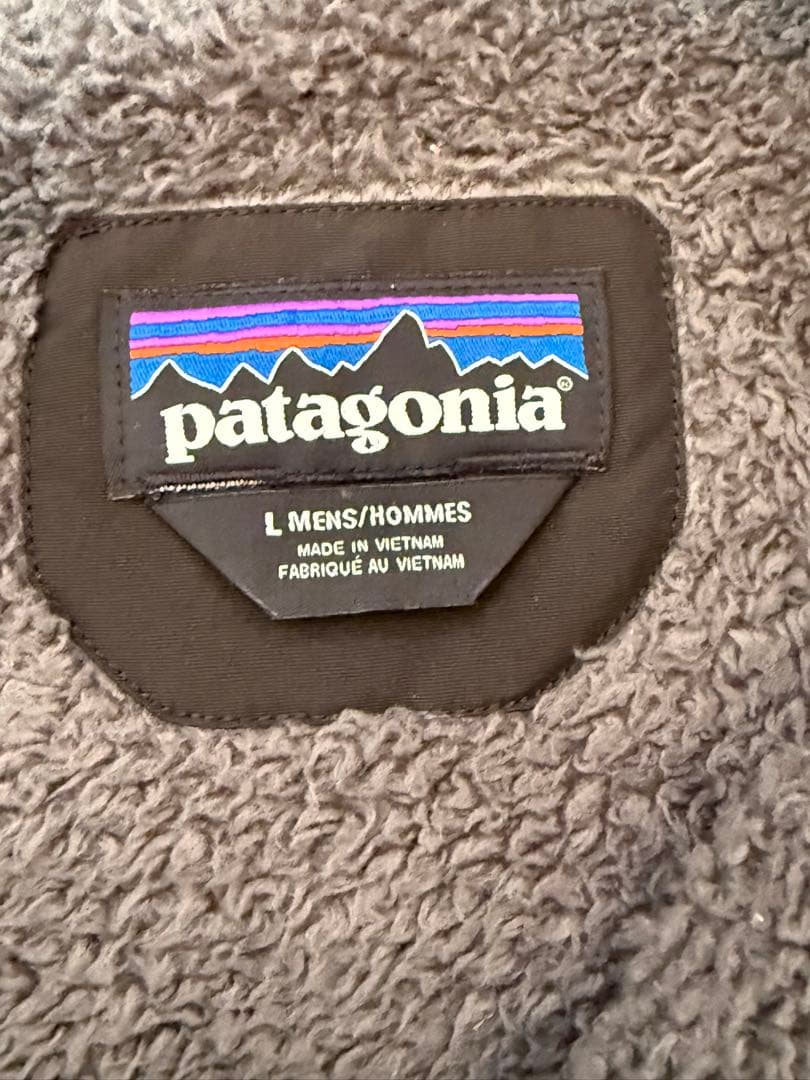 patagonia®
L MENS/HOMMES
MADE IN VIETNAM
FABRIQUÉ AU VIETNAM